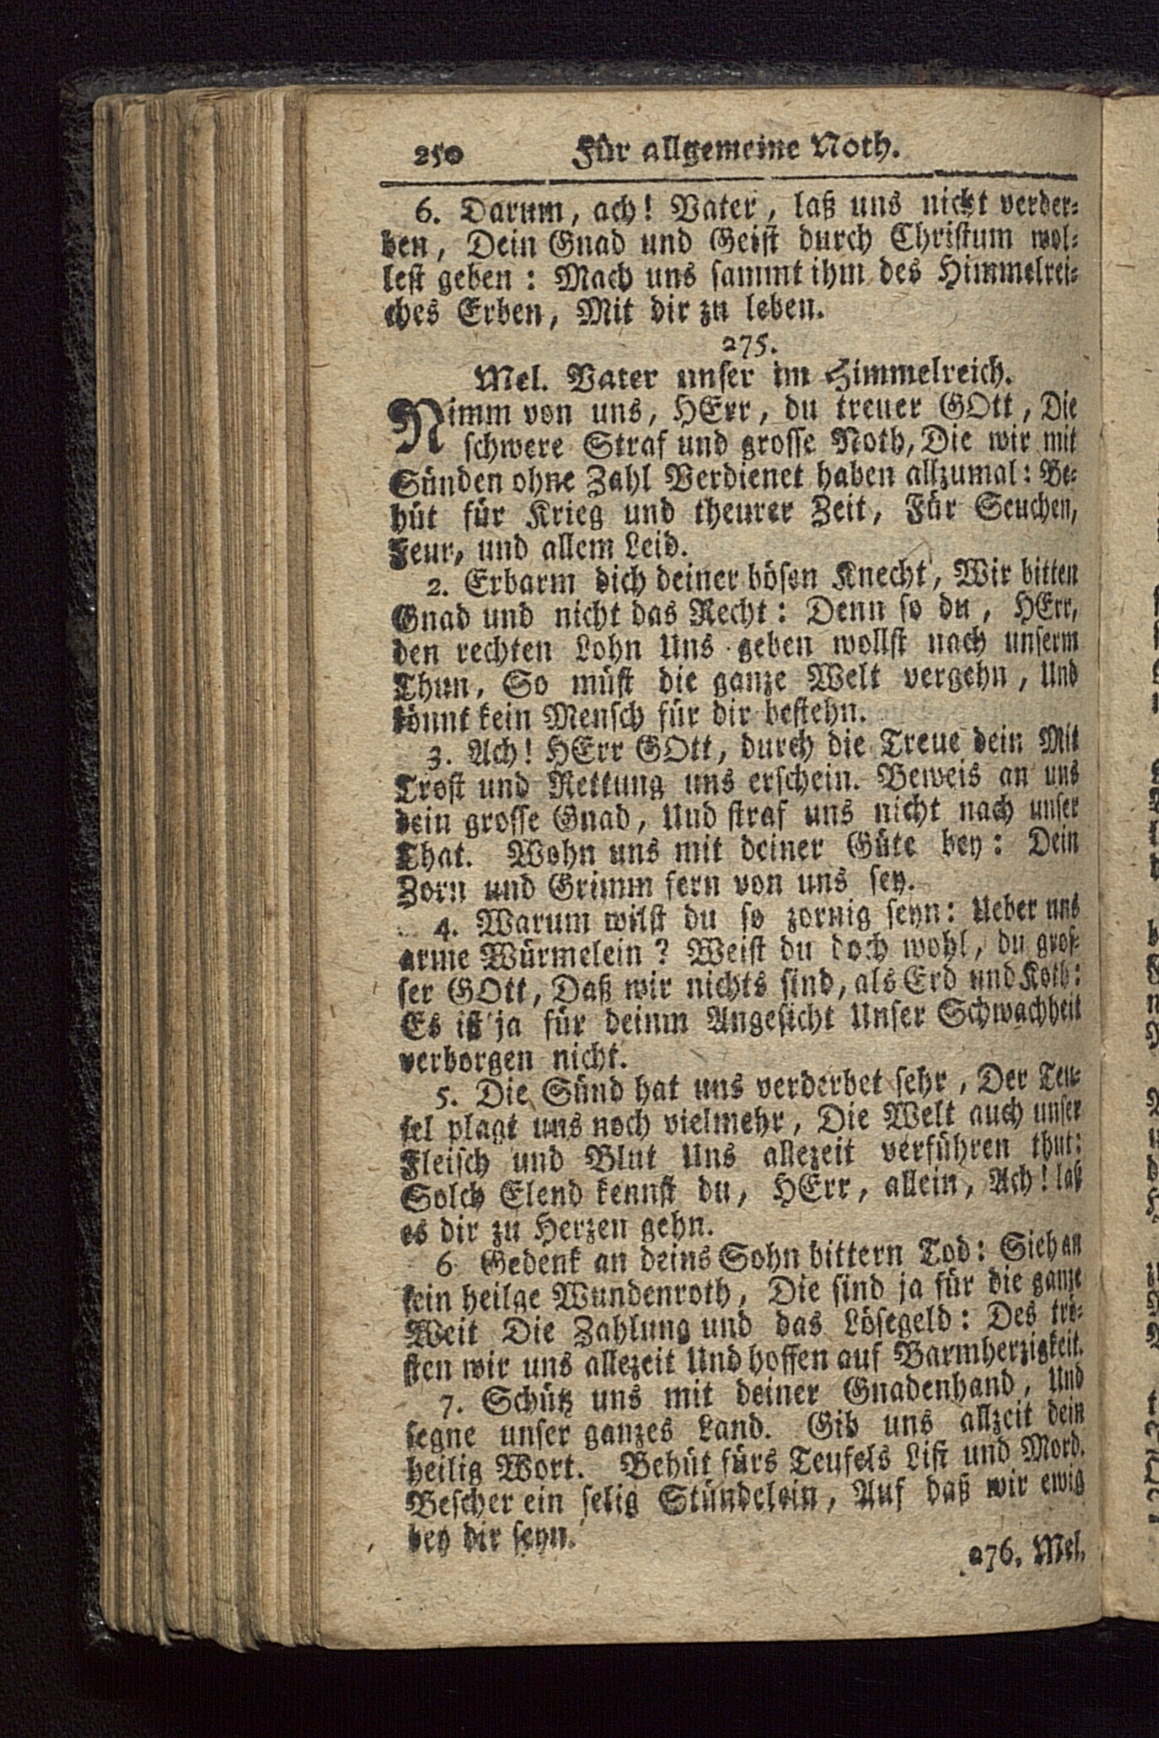 250 Für allgemeine Noth.
6. Darum, ach! Vater, laß uns nicht verder-
ben, Dein Gnad und Geist durch Christum wol-
lest geben: Mach uns sammt ihm des Himmelrei-
ches Erben, Mit dir zu leben.
275.
Mel. Vater unser im Himmelreich.
Nimm von uns, HErr, du treuer GOtt, Die
schwere Straf und grosse Noth, Die wir mit
Sünden ohne Zahl Verdienet haben allzumal: Be-
hüt für Krieg und theurer Zeit, Für Seuchen,
Feur, und allem Leid.
2. Erbarm dich deiner bösen Knecht, Wir bitten
Gnad und nicht das Recht: Denn so du, HErr,
den rechten Lohn Uns geben wollst nach unserm
Thun, So müst die ganze Welt vergehn, Und
könnt kein Mensch für dir bestehn.
3. Ach! HErr GOtt, durch die Treue dein Mit
Trost und Rettung uns erschein. Beweis an uns
dein grosse Gnad, Und straf uns nicht nach unser
That. Wohn uns mit deiner Güte bey: Dein
Zorn und Grimm fern von uns sey.
4. Warum wilst du so zornig seyn: Ueber uns
arme Würmelein? Weist du doch wohl, du gros-
ser GOtt, Daß wir nichts sind, als Erd und Koth:
Es ist ja für deinm Angesicht Unser Schwachheit
verborgen nicht.
5. Die Sünd hat uns verderbet sehr, Der Teu-
fel plagt uns noch vielmehr, Die Welt auch unser
Fleisch und Blut Uns allezeit verführen thut:
Solch Elend kennst du, HErr, allein, Ach! laß
es dir zu Herzen gehn.
6 Gedenk an deins Sohn bittern Tod: Sieh an
sein heilge Wundenroth, Die sind ja für die ganze
Welt Die Zahlung und das Lösegeld: Des trö-
sten wir uns allezeit Und hoffen auf Barmherzigkeit.
7. Schütz uns mit deiner Gnadenhand, Und
segne unser ganzes Land. Gib uns allzeit dein
heilig Wort. Behüt fürs Teufels List und Mord.
Bescher ein selig Stündelein, Auf daß wir ewig
bey dir seyn.
276. Mel.